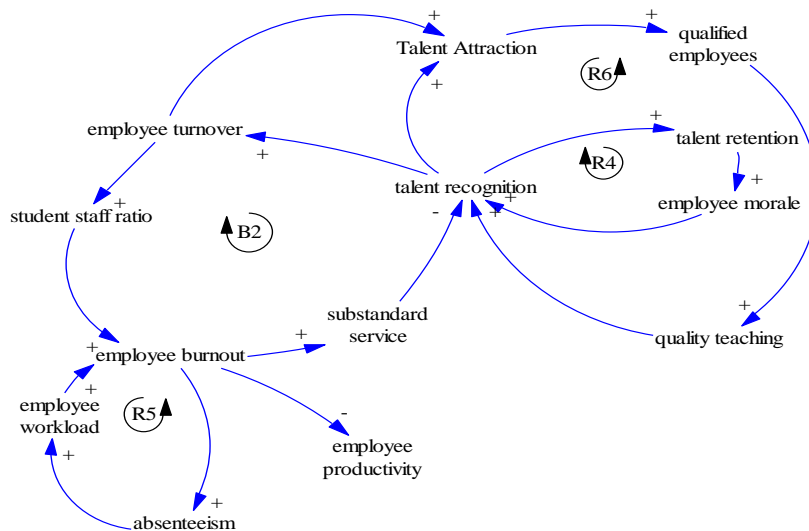 +
+
Talent Attraction
qualified
employees
R6
+
employee turnover
+
+
talent retention
R4
talent recognition
+
employee morale
+
+
-
+
student staff ratio
B2
substandard
service
+
+
quality teaching
+
employee burnout
+
employee
workload
R5
-
employee
productivity
+
+
absenteeism